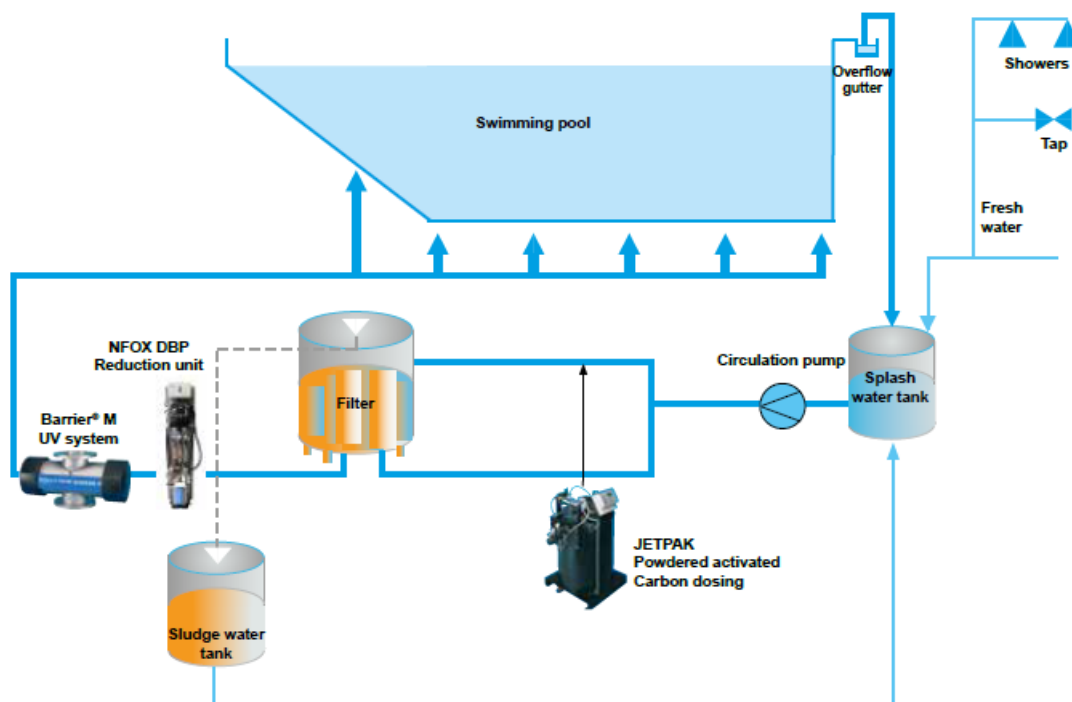 Showers
Overflow
gutter
Swimming pool
Tap
Fresh
water
NFOX DBP
Reduction unit
Circulation pump
Splash
water tank
Filter
Barrier® M
UV system
JETPAK
Powdered activated
Carbon dosing
Sludge water
tank